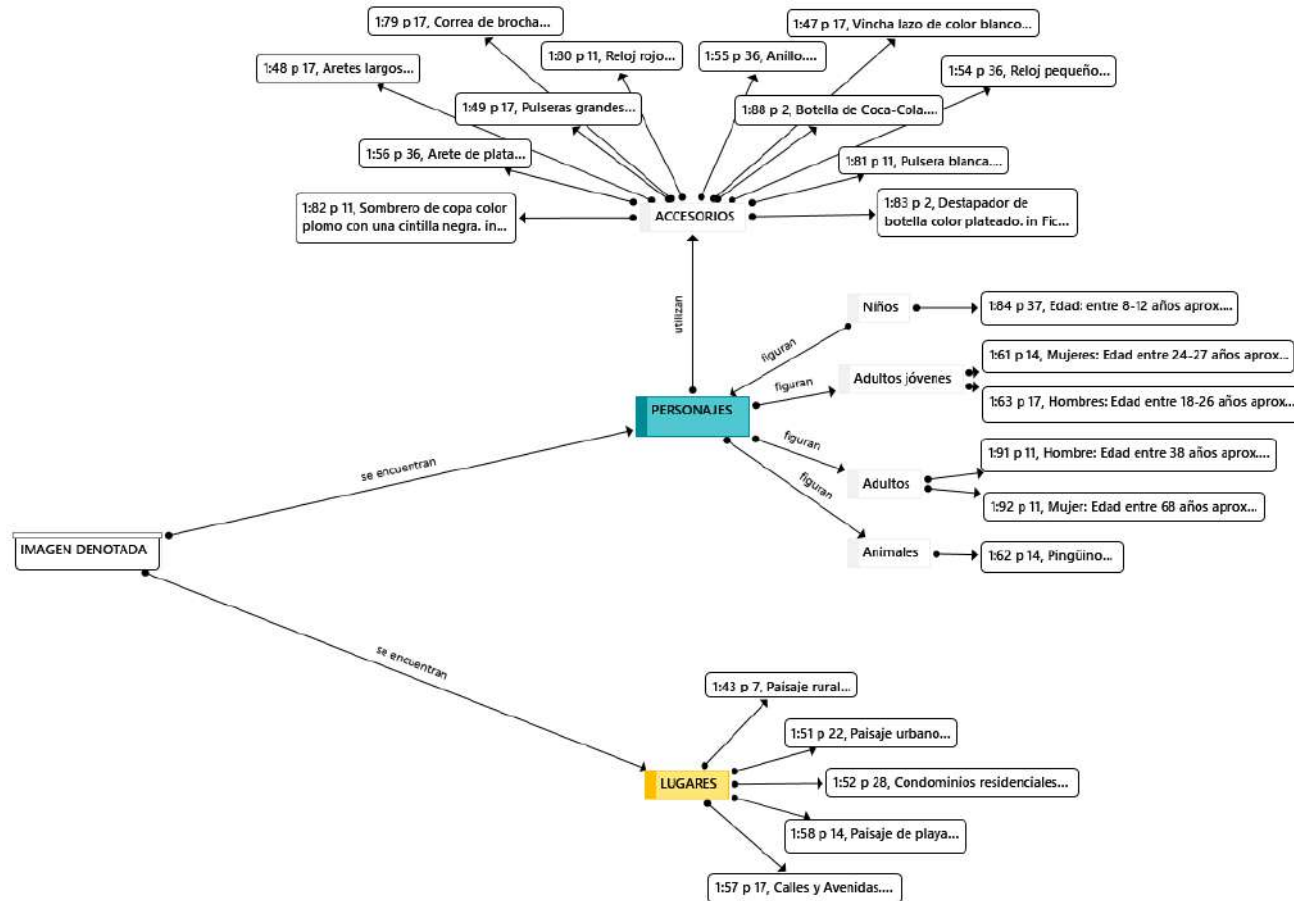 1:79 p 17, Correa de brocha...
1:47 p 17, Vincha lazo de color blanco...
1:80 p 11, Reloj rojo...
1:55 p 36, Anillo....
1:48 p 17, Aretes largos...
1:54 p 36, Reloj pequeño...
1:49 p 17, Pulseras grandes...
1:88 p 2, Botella de Coca-Cola....
1:56 p 36, Arete de plata...
1:81 p 11, Pulsera blanca....
1:82 p 11, Sombrero de copa color
plomo con una cintilla negra. in...
ACCESORIOS
1:83 p 2, Destapador de
botella color plateado. in Fic...
utilizan
Niños
1:84 p 37, Edad: entre 8-12 años aprox....
figuran
Adultos jóvenes
1:61 p 14, Mujeres: Edad entre 24-27 años aprox...
1:63 p 17, Hombres: Edad entre 18-26 años aprox...
figuran
PERSONAJES
figuran
Adultos
1:91 p 11, Hombre: Edad entre 38 años aprox....
1:92 p 11, Mujer: Edad entre 68 años aprox...
figuran
Animales
1:62 p 14, Pingüino...
se encuentran
IMAGEN DENOTADA
se encuentran
1:43 p 7, Paisaje rural...
1:51 p 22, Paisaje urbano...
LUGARES
1:52 p 28, Condominios residenciales...
1:58 p 14, Paisaje de playa...
1:57 p 17, Calles y Avenidas....